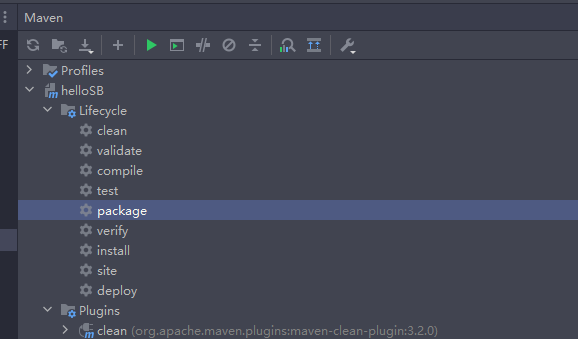 Maven
FF
Profiles
helloSB
Lifecycle
clean
validate
compile
test
package
verify
install
site
deploy
Plugins
clean (org.apache.maven.plugins:maven-clean-plugin:3.2.0)